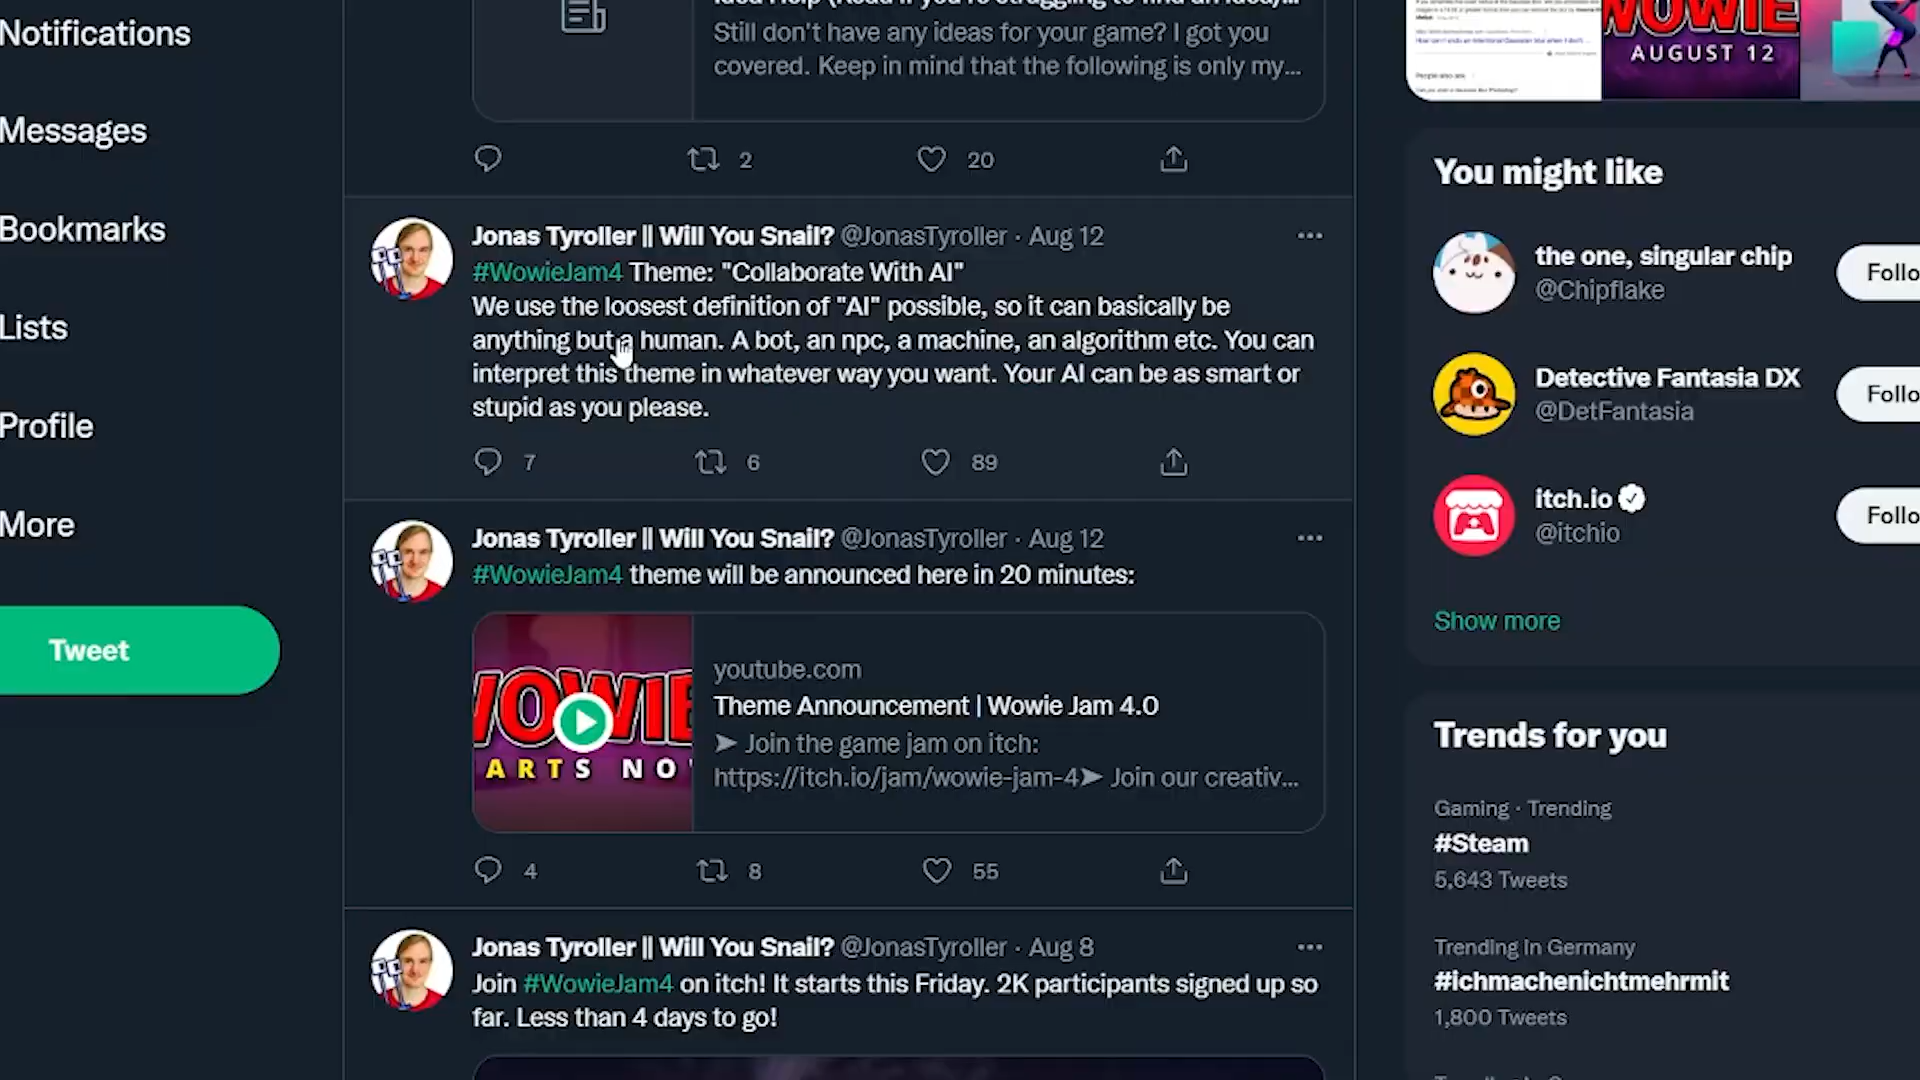 Notifications
Messages
Bookmarks
Lists
Profile
More
Tweet
Still don't have any ideas for your game? I got you
covered. Keep in mind that the following is only my...
2
20
Jonas Tyroller || Will You Snail? @JonasTyroller · Aug 12
#WowieJam4 Theme: "Collaborate With AI"
We use the loosest definition of "AI" possible, so it can basically be
anything but a human. A bot, an npc, a machine, an algorithm etc. You can
interpret this theme in whatever way you want. Your AI can be as smart or
stupid as you please.
7
6
89
Jonas Tyroller || Will You Snail? @JonasTyroller · Aug 12
#WowieJam4 theme will be announced here in 20 minutes:
WOWIE
ARTS NO
youtube.com
Theme Announcement | Wowie Jam 4.0
➤ Join the game jam on itch:
https://itch.io/jam/wowie-jam-4➤ Join our creativ...
4
8
55
Jonas Tyroller || Will You Snail? @JonasTyroller · Aug 8
Join #WowieJam4 on itch! It starts this Friday. 2K participants signed up so
far. Less than 4 days to go!
WOWIE
AUGUST 12
You might like
the one, singular chip
@Chipflake
Follo
Detective Fantasia DX
@DetFantasia
Follo
itch.io
@itchio
Follo
Show more
Trends for you
Gaming · Trending
#Steam
5,643 Tweets
Trending in Germany
#ichmachenichtmehrmit
1,800 Tweets